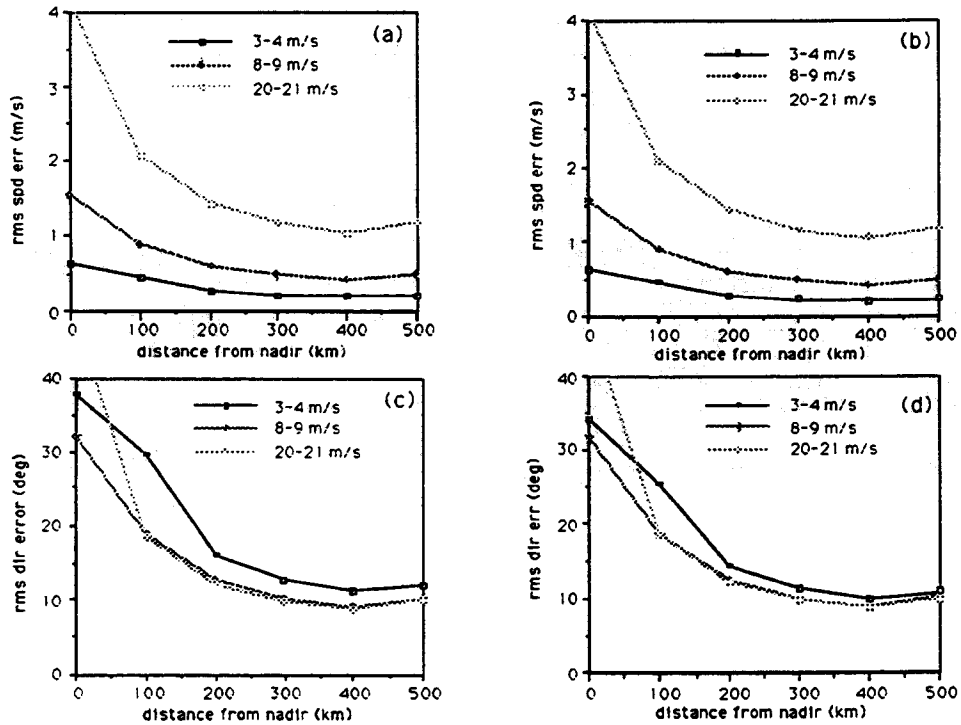 (a)
3-4 m/s
8-9 m/s
20-21 m/s
rms spd err (m/s)
4
3
2
1
0
0 100 200 300 400 500
distance from nadir (km)
(b)
3-4 m/s
8-9 m/s
20-21 m/s
rms spd err (m/s)
4
3
2
1
0
0 100 200 300 400 500
distance from nadir (km)
(c)
3-4 m/s
8-9 m/s
20-21 m/s
rms dir error (deg)
40
30
20
10
0
0 100 200 300 400 500
distance from nadir (km)
(d)
3-4 m/s
8-9 m/s
20-21 m/s
rms dir err (deg)
40
30
20
10
0
0 100 200 300 400 500
distance from nadir (km)